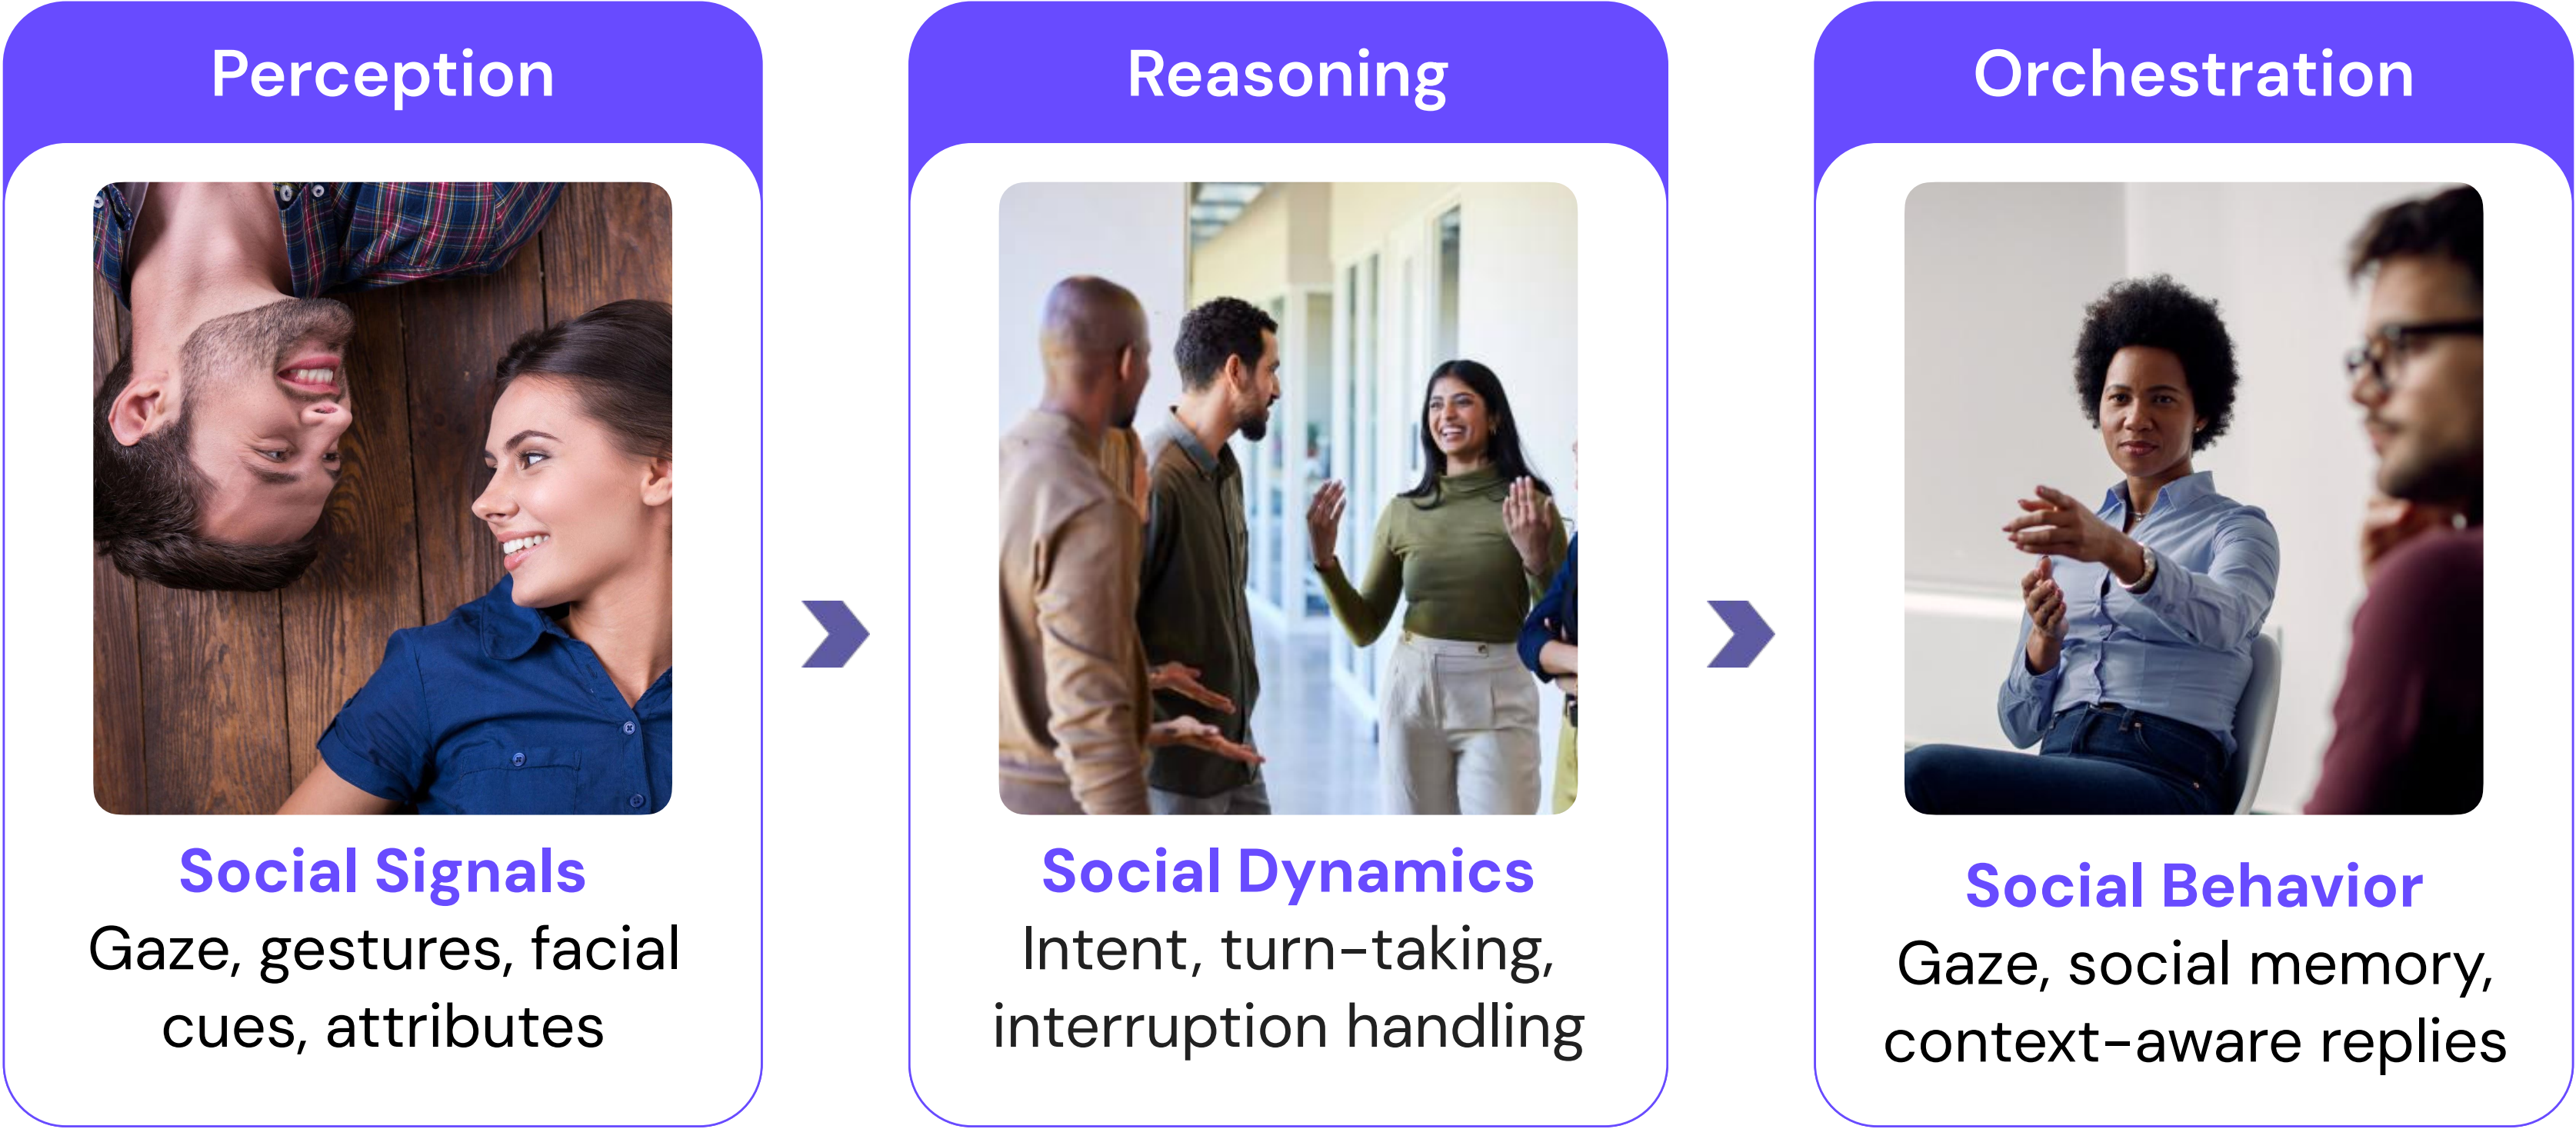 Perception
Social Signals
Gaze, gestures, facial
cues, attributes
Reasoning
Social Dynamics
Intent, turn-taking,
interruption handling
Orchestration
Social Behavior
Gaze, social memory,
context-aware replies